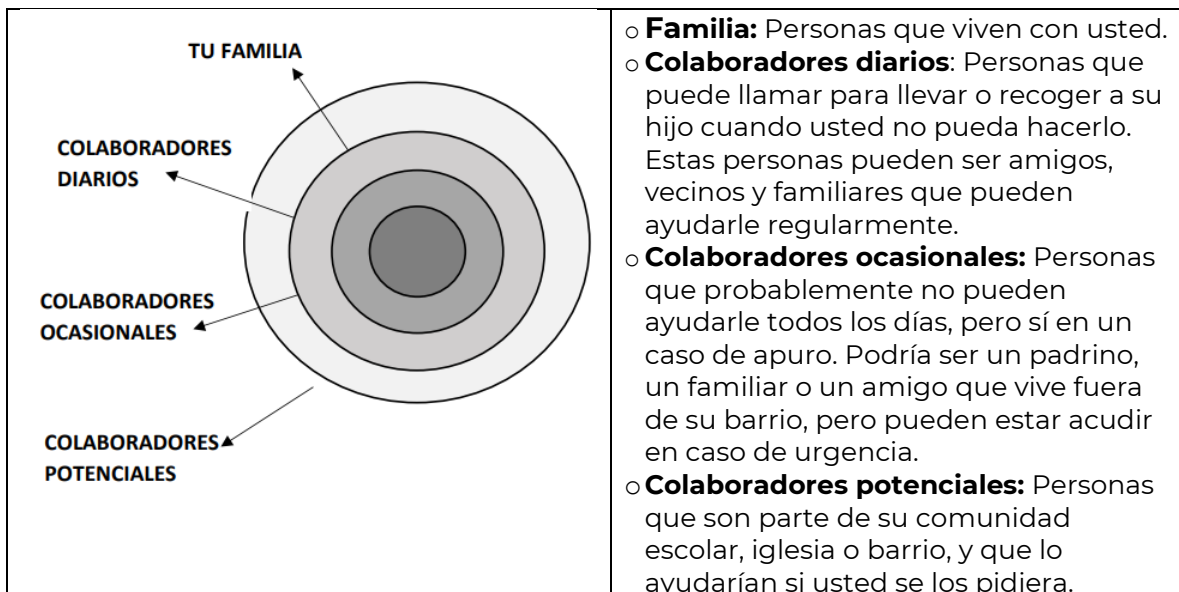 TU FAMILIA
COLABORADORES
DIARIOS
COLABORADORES
OCASIONALES
COLABORADORES
POTENCIALES
o Familia: Personas que viven con usted.
o Colaboradores diarios: Personas que
puede llamar para llevar o recoger a su
hijo cuando usted no pueda hacerlo.
Estas personas pueden ser amigos,
vecinos y familiares que pueden
ayudarle regularmente.
o Colaboradores ocasionales: Personas
que probablemente no pueden
ayudarle todos los días, pero sí en un
caso de apuro. Podría ser un padrino,
un familiar o un amigo que vive fuera
de su barrio, pero pueden estar acudir
en caso de urgencia.
o Colaboradores potenciales: Personas
que son parte de su comunidad
escolar, iglesia o barrio, y que lo
ayudarían si usted se los pidiera.